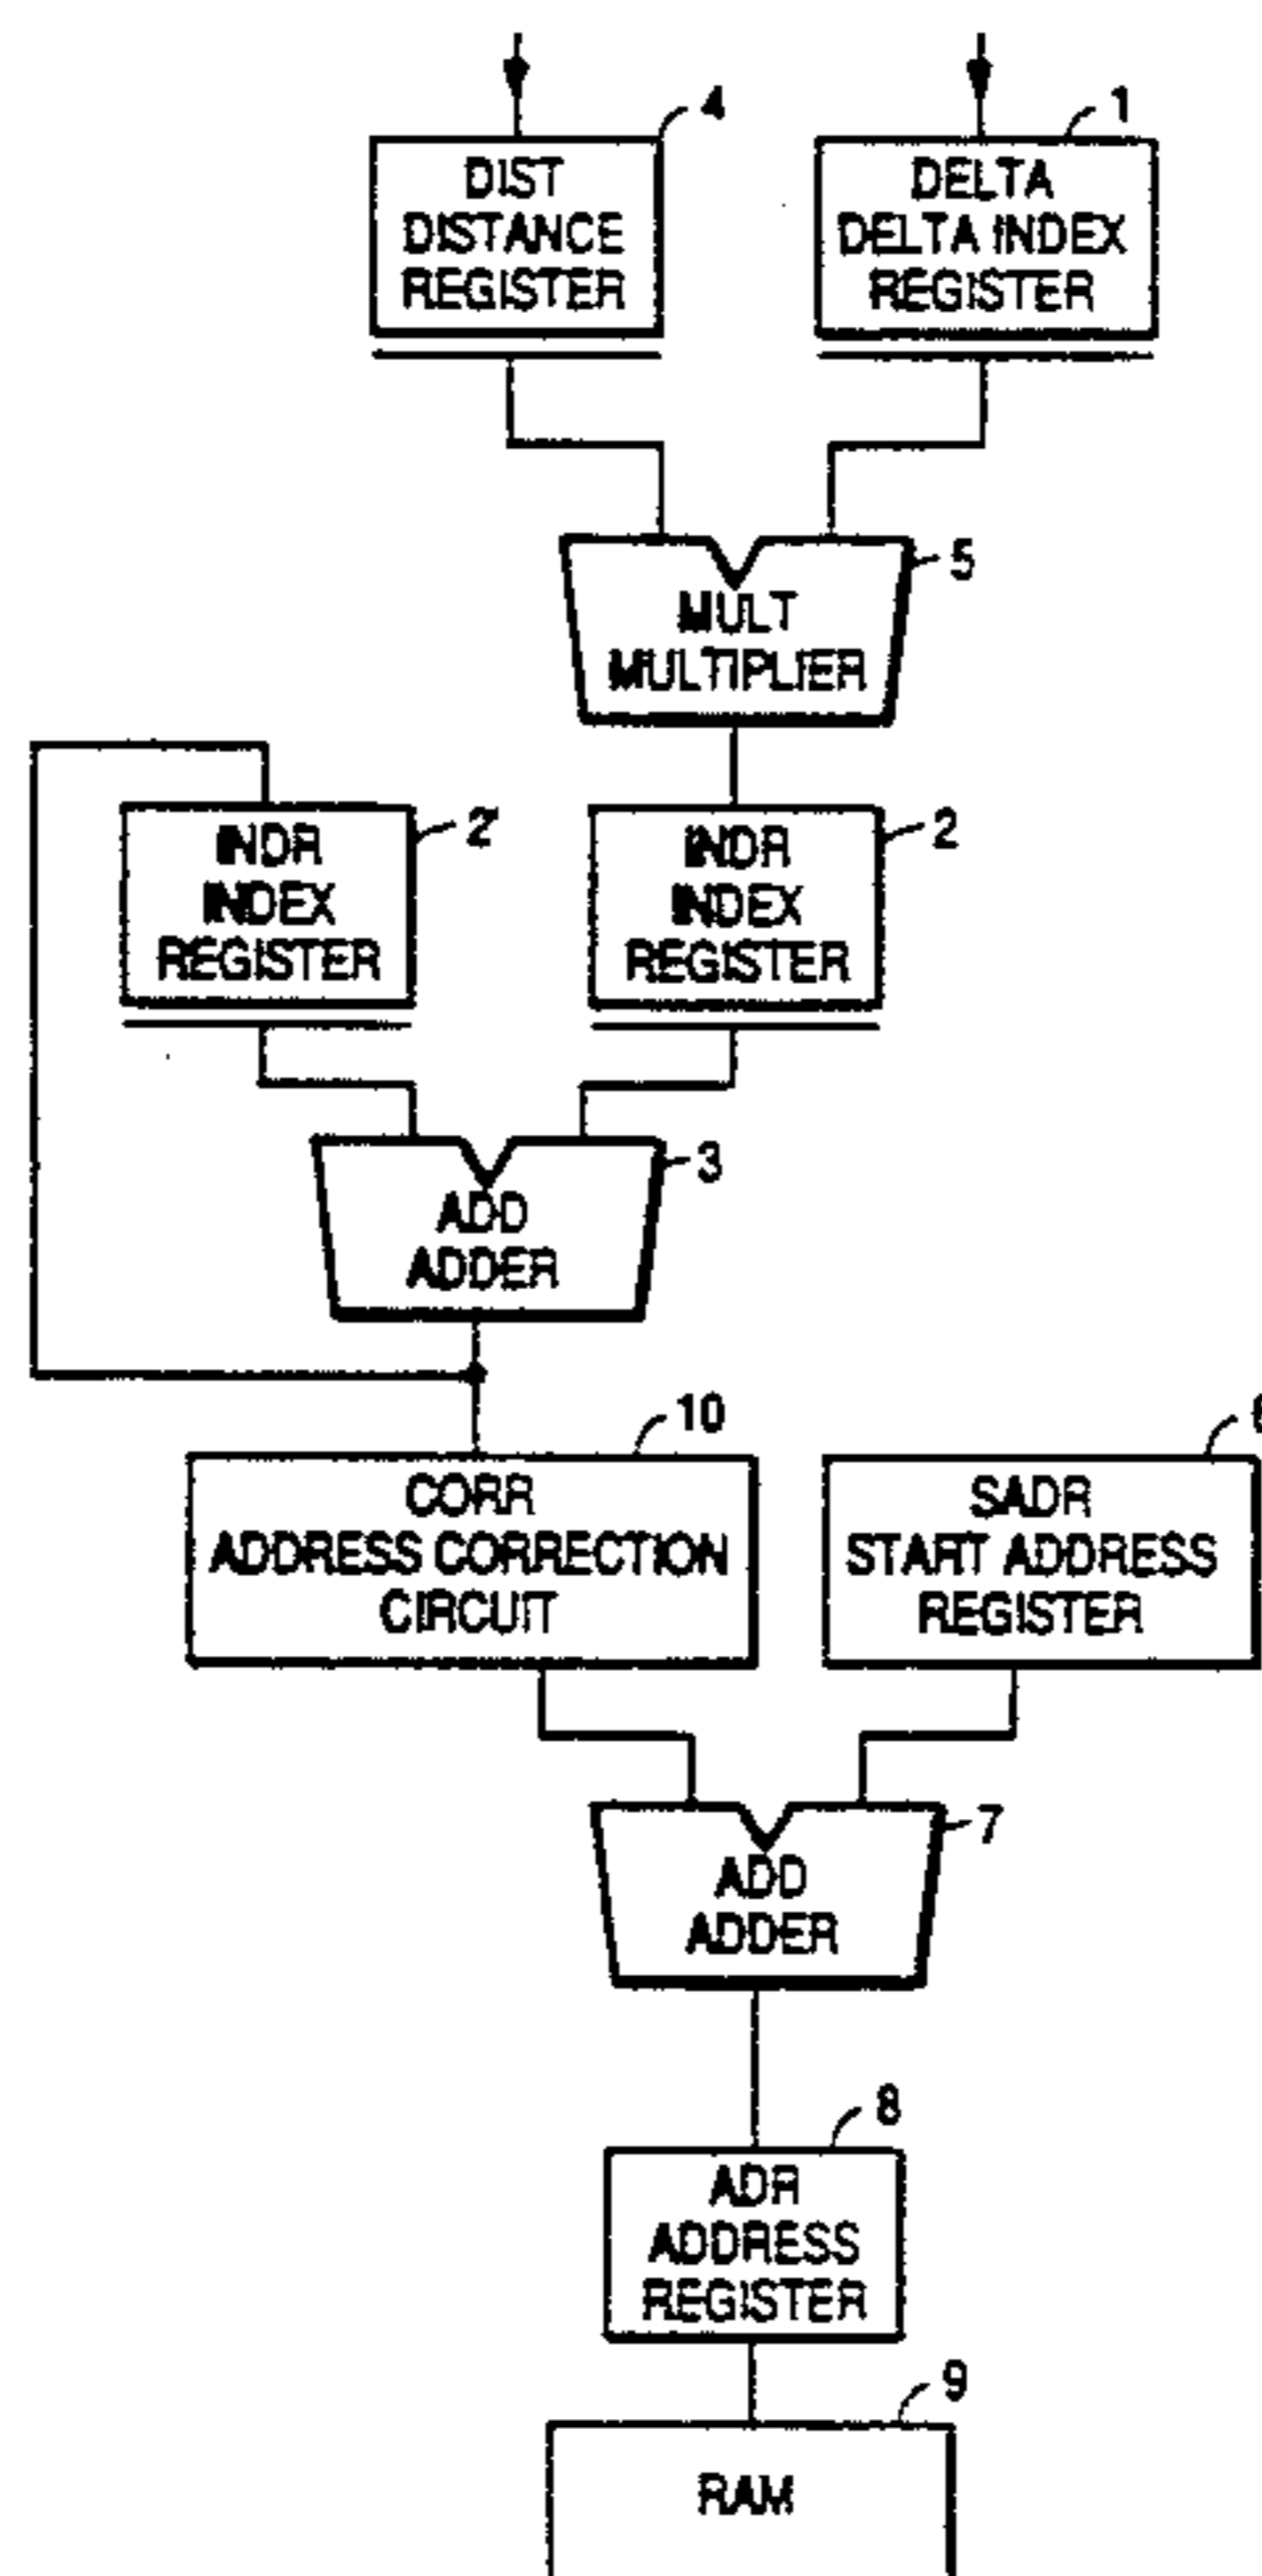 4
1
DIST
DISTANCE
REGISTER
DELTA
DELTA INDEX
REGISTER
5
MULT
MULTIPLIER
2'
2
INDR
INDEX
REGISTER
INDR
INDEX
REGISTER
3
ADD
ADDER
10
CORR
ADDRESS CORRECTION
CIRCUIT
SADR
START ADDRESS
REGISTER
7
ADD
ADDER
8
ADR
ADDRESS
REGISTER
9
RAM